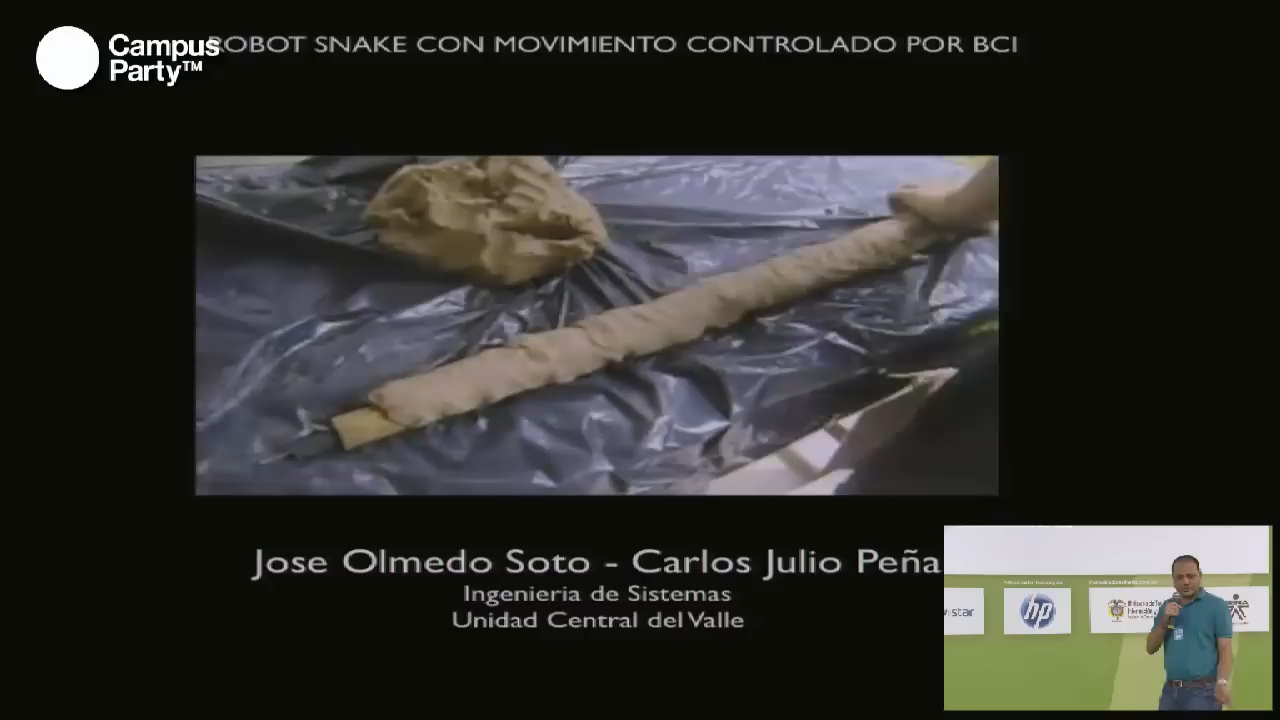 Campus
Party™
ROBOT SNAKE CON MOVIMIENTO CONTROLADO POR BCI
Jose Olmedo Soto - Carlos Julio Peña
Ingenieria de Sistemas
Unidad Central del Valle
hp